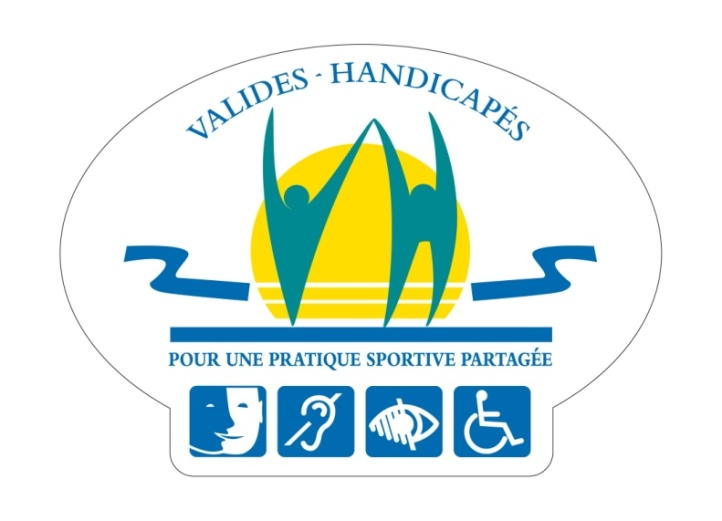 VALIDES - HANDICAPÉS
POUR UNE PRATIQUE SPORTIVE PARTAGÉE